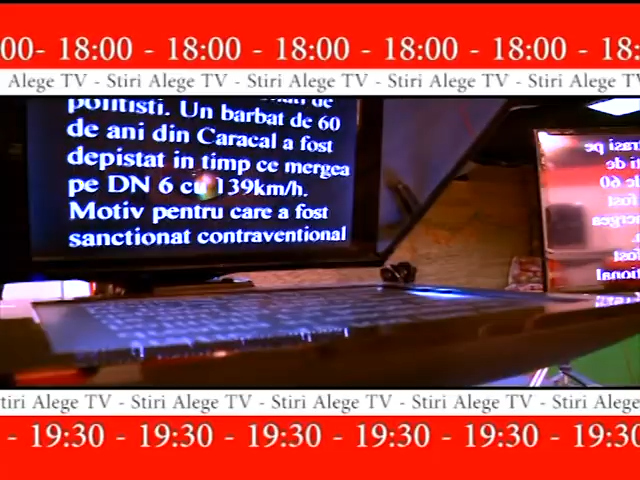 00- 18:00 - 18:00 - 18:00 - 18:00 - 18:00 - 18:
Alege TV - Stiri Alege TV - Stiri Alege TV - Stiri Alege TV - Stiri Alege TV
de
politisti. Un barbat de 60
de ani din Caracal a fost
depistat in timp ce mergea
pe DN 6 cu 139km/h.
Motiv pentru care a fost
sanctionat contraventional
tiri Alege TV - Stiri Alege TV - Stiri Alege TV - Stiri Alege TV - Stiri Alege
- 19:30 - 19:30 - 19:30 - 19:30 - 19:30 - 19:30